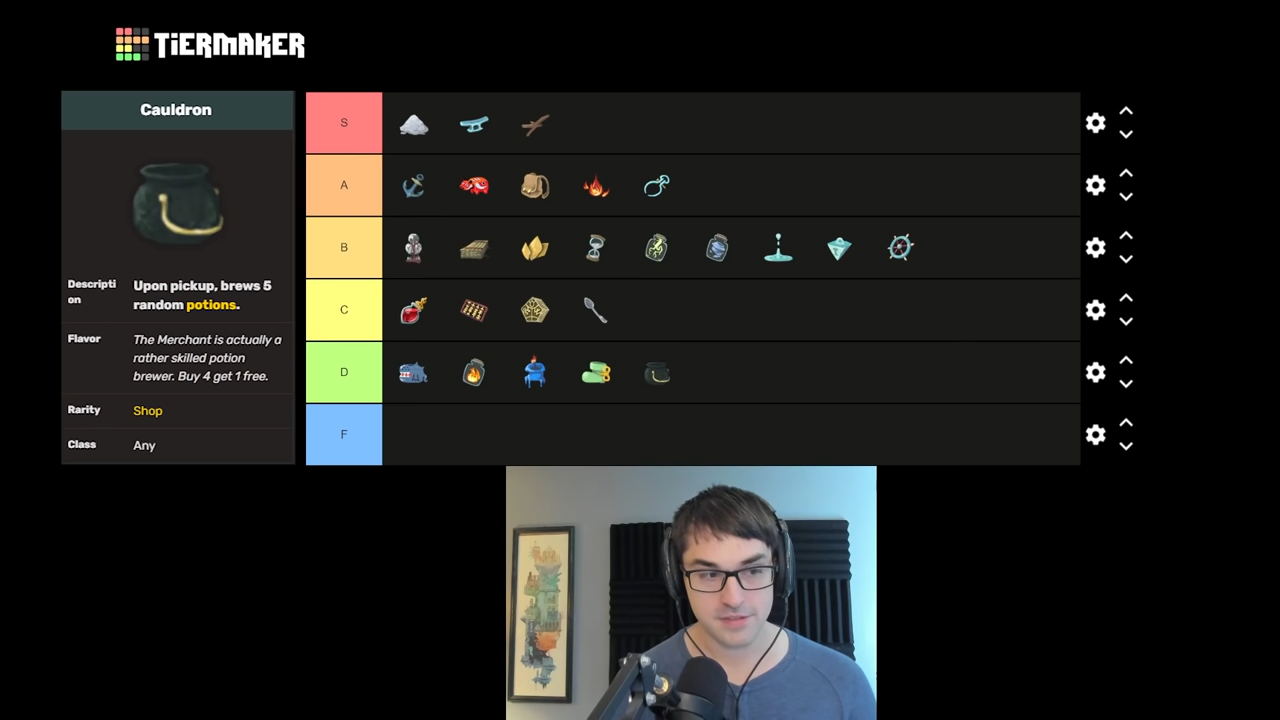 TIERMAKER
Cauldron
Descripti
on
Upon pickup, brews 5
random potions.
Flavor
The Merchant is actually a
rather skilled potion
brewer. Buy 4 get 1 free.
Rarity
Shop
Class
Any
S
A
B
C
D
F